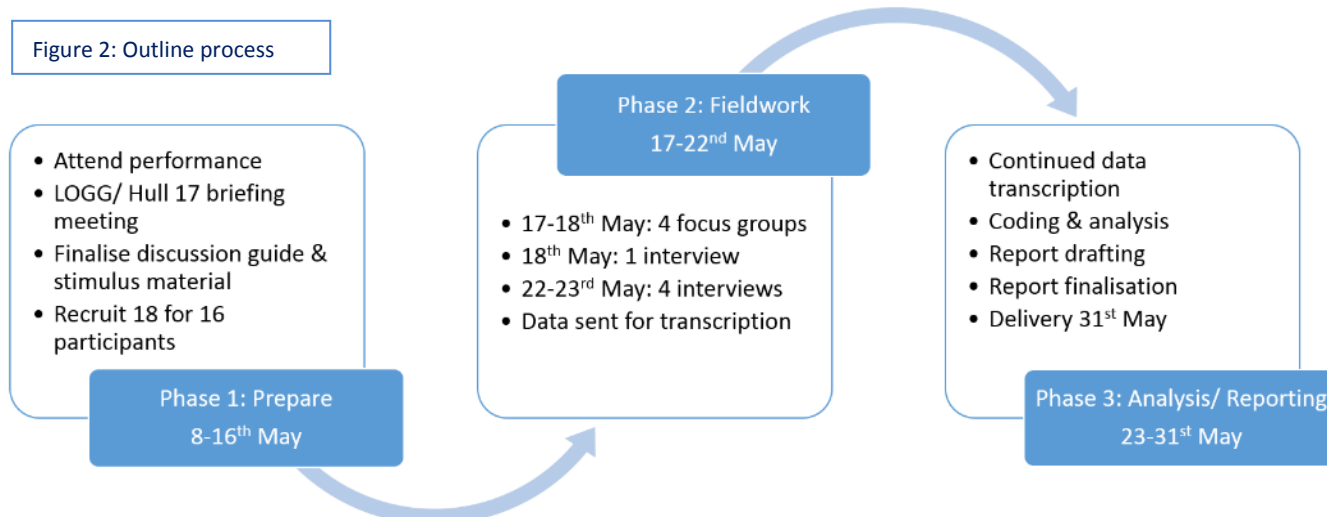 Figure 2: Outline process
• Attend performance
• LOGG/ Hull 17 briefing
meeting
• Finalise discussion guide &
stimulus material
• Recruit 18 for 16
participants
Phase 1: Prepare
8-16th May
Phase 2: Fieldwork
17-22nd May
• 17-18th May: 4 focus groups
• 18th May: 1 interview
• 22-23rd May: 4 interviews
• Data sent for transcription
• Continued data
transcription
• Coding & analysis
• Report drafting
• Report finalisation
• Delivery 31st May
Phase 3: Analysis/ Reporting
23-31st May